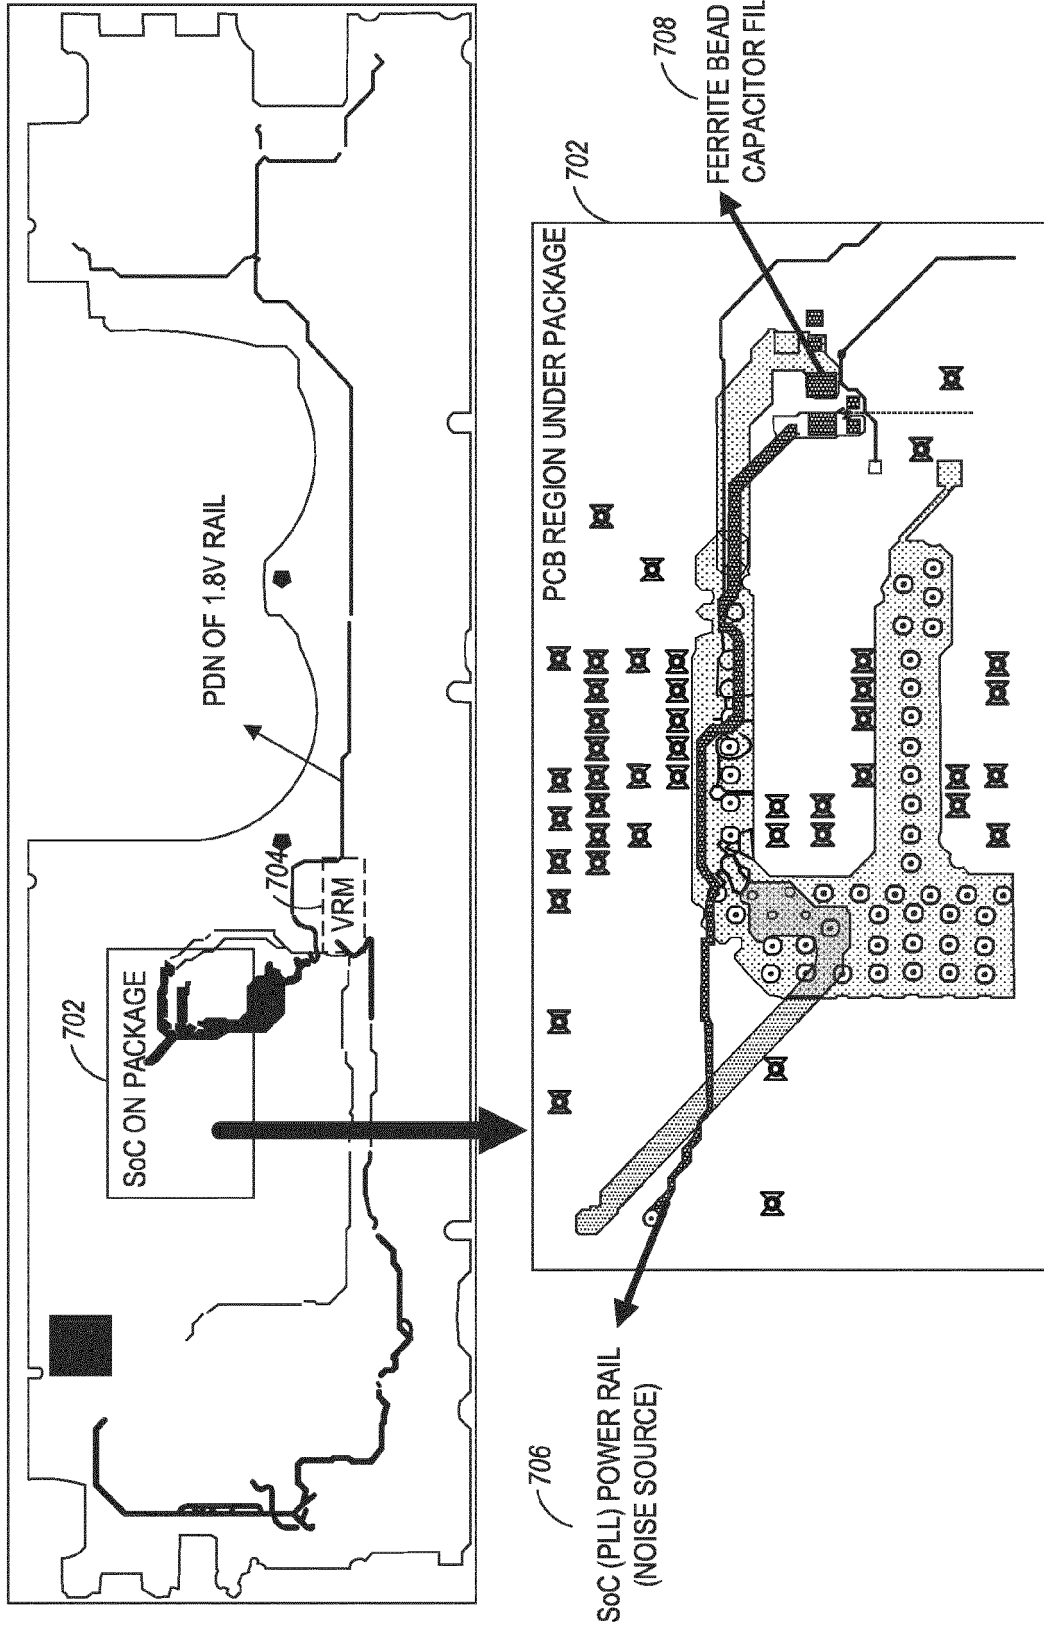 702
SoC ON PACKAGE
704
VRM
PDN OF 1.8V RAIL
706
SoC (PLL) POWER RAIL
(NOISE SOURCE)
PCB REGION UNDER PACKAGE
702
708
FERRITE BEAD
CAPACITOR FIL